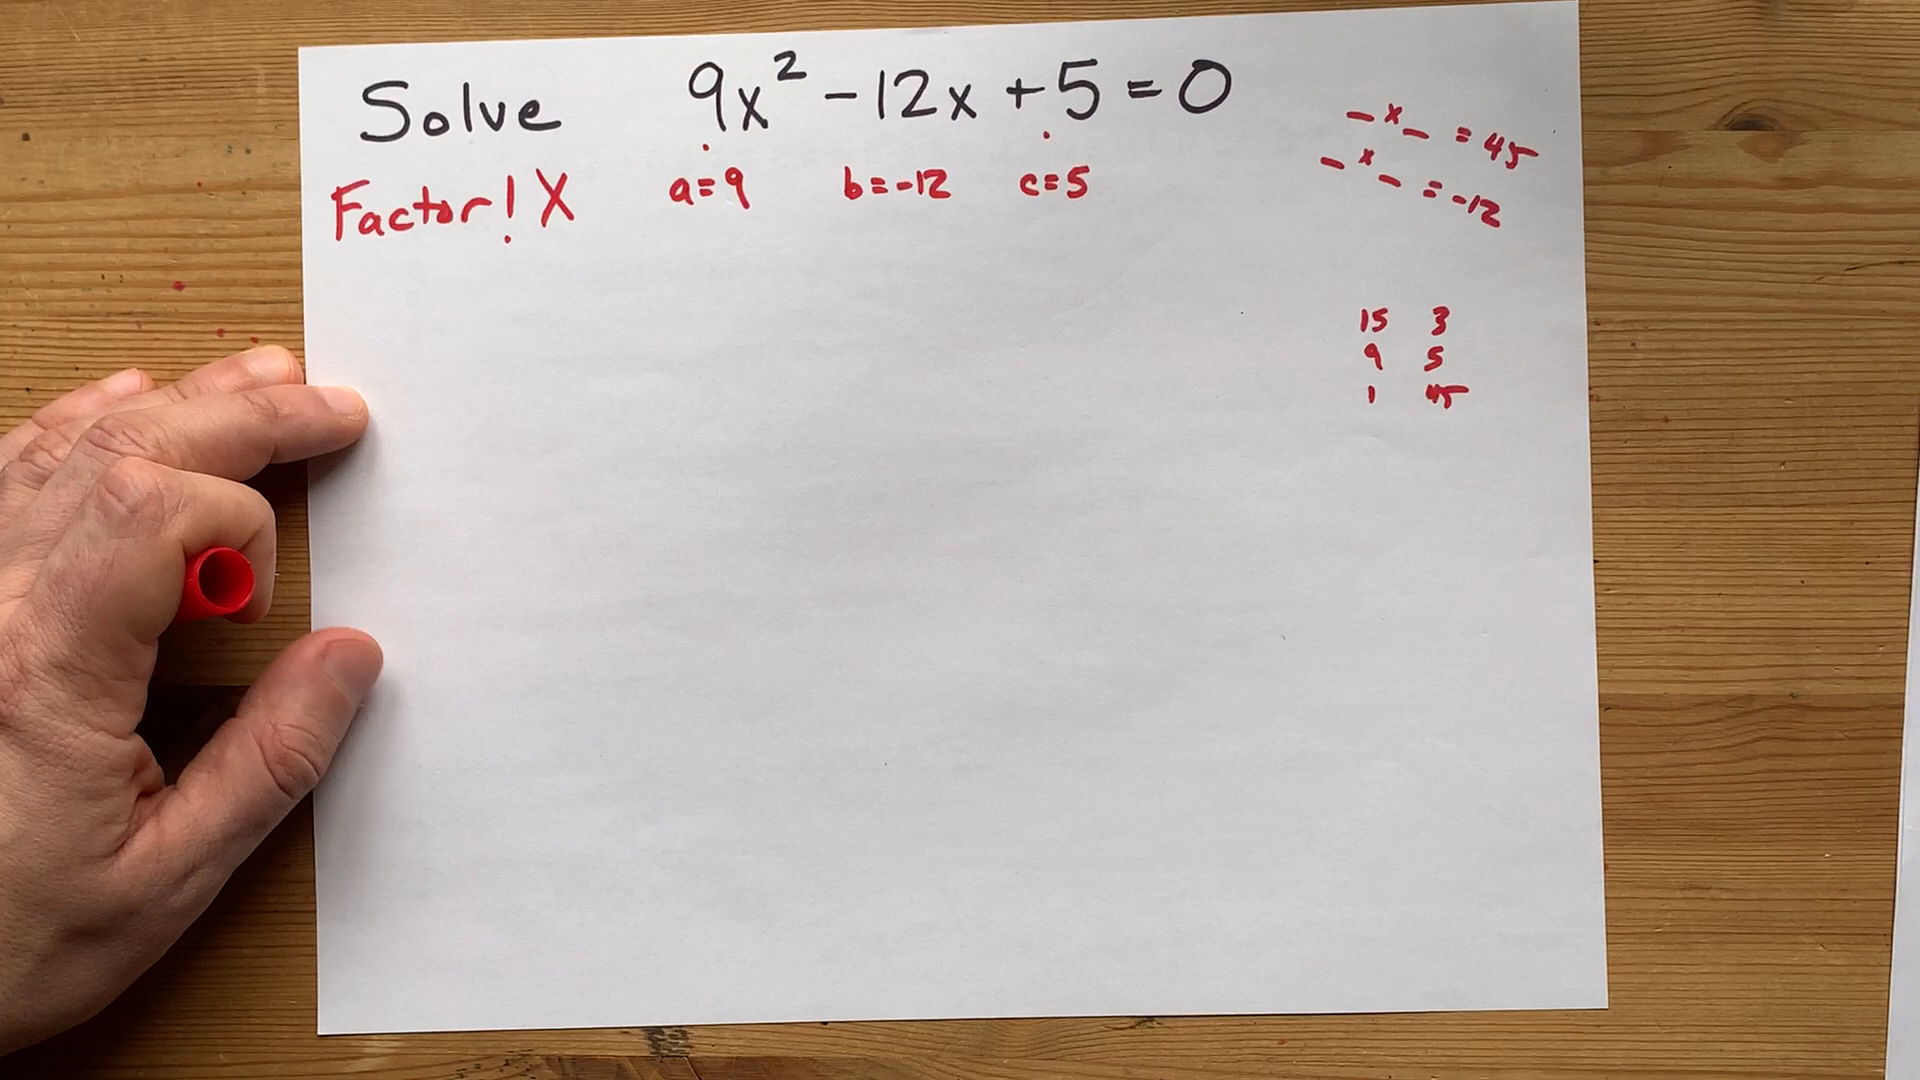 Solve 9x² -12x +5 = 0
Factor! X a=9 b=-12 c=5
_ x _ = 45
_ x _ = -12
15 3
9 5
1 45